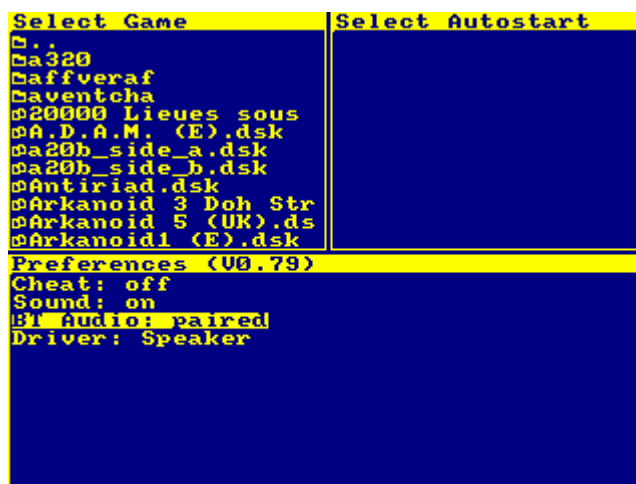 Select Game
Select Autostart
..
a320
affveraf
aventcha
20000 Lieues sous
A.D.A.M. (E).dsk
a20b_side_a.dsk
a20b_side_b.dsk
Antiriad.dsk
Arkanoid 3 Doh Str
Arkanoid 5 (UK).ds
Arkanoid1 (E).dsk
Preferences (V0.79)
Cheat: off
Sound: on
BT Audio: paired
Driver: Speaker